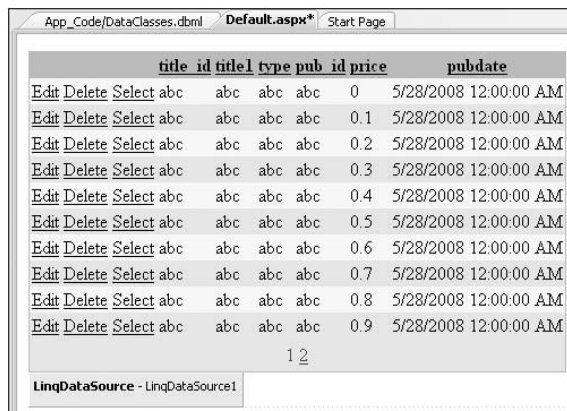 App_Code/DataClasses.dbml Default.aspx* Start Page
title_id title1 type pub_id price pubdate
Edit Delete Select abc abc abc abc 0 5/28/2008 12:00:00 AM
Edit Delete Select abc abc abc abc 0.1 5/28/2008 12:00:00 AM
Edit Delete Select abc abc abc abc 0.2 5/28/2008 12:00:00 AM
Edit Delete Select abc abc abc abc 0.3 5/28/2008 12:00:00 AM
Edit Delete Select abc abc abc abc 0.4 5/28/2008 12:00:00 AM
Edit Delete Select abc abc abc abc 0.5 5/28/2008 12:00:00 AM
Edit Delete Select abc abc abc abc 0.6 5/28/2008 12:00:00 AM
Edit Delete Select abc abc abc abc 0.7 5/28/2008 12:00:00 AM
Edit Delete Select abc abc abc abc 0.8 5/28/2008 12:00:00 AM
Edit Delete Select abc abc abc abc 0.9 5/28/2008 12:00:00 AM
1 2
LinqDataSource - LinqDataSource1